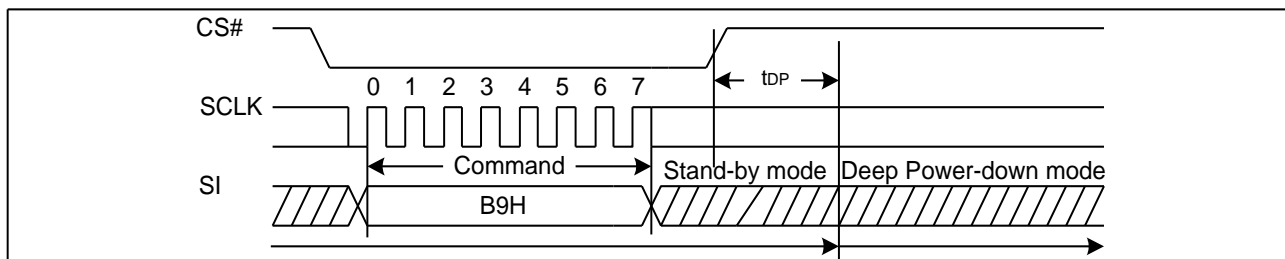 CS#
tDP
0 1 2 3 4 5 6 7
SCLK
Command
Stand-by mode Deep Power-down mode
SI
B9H